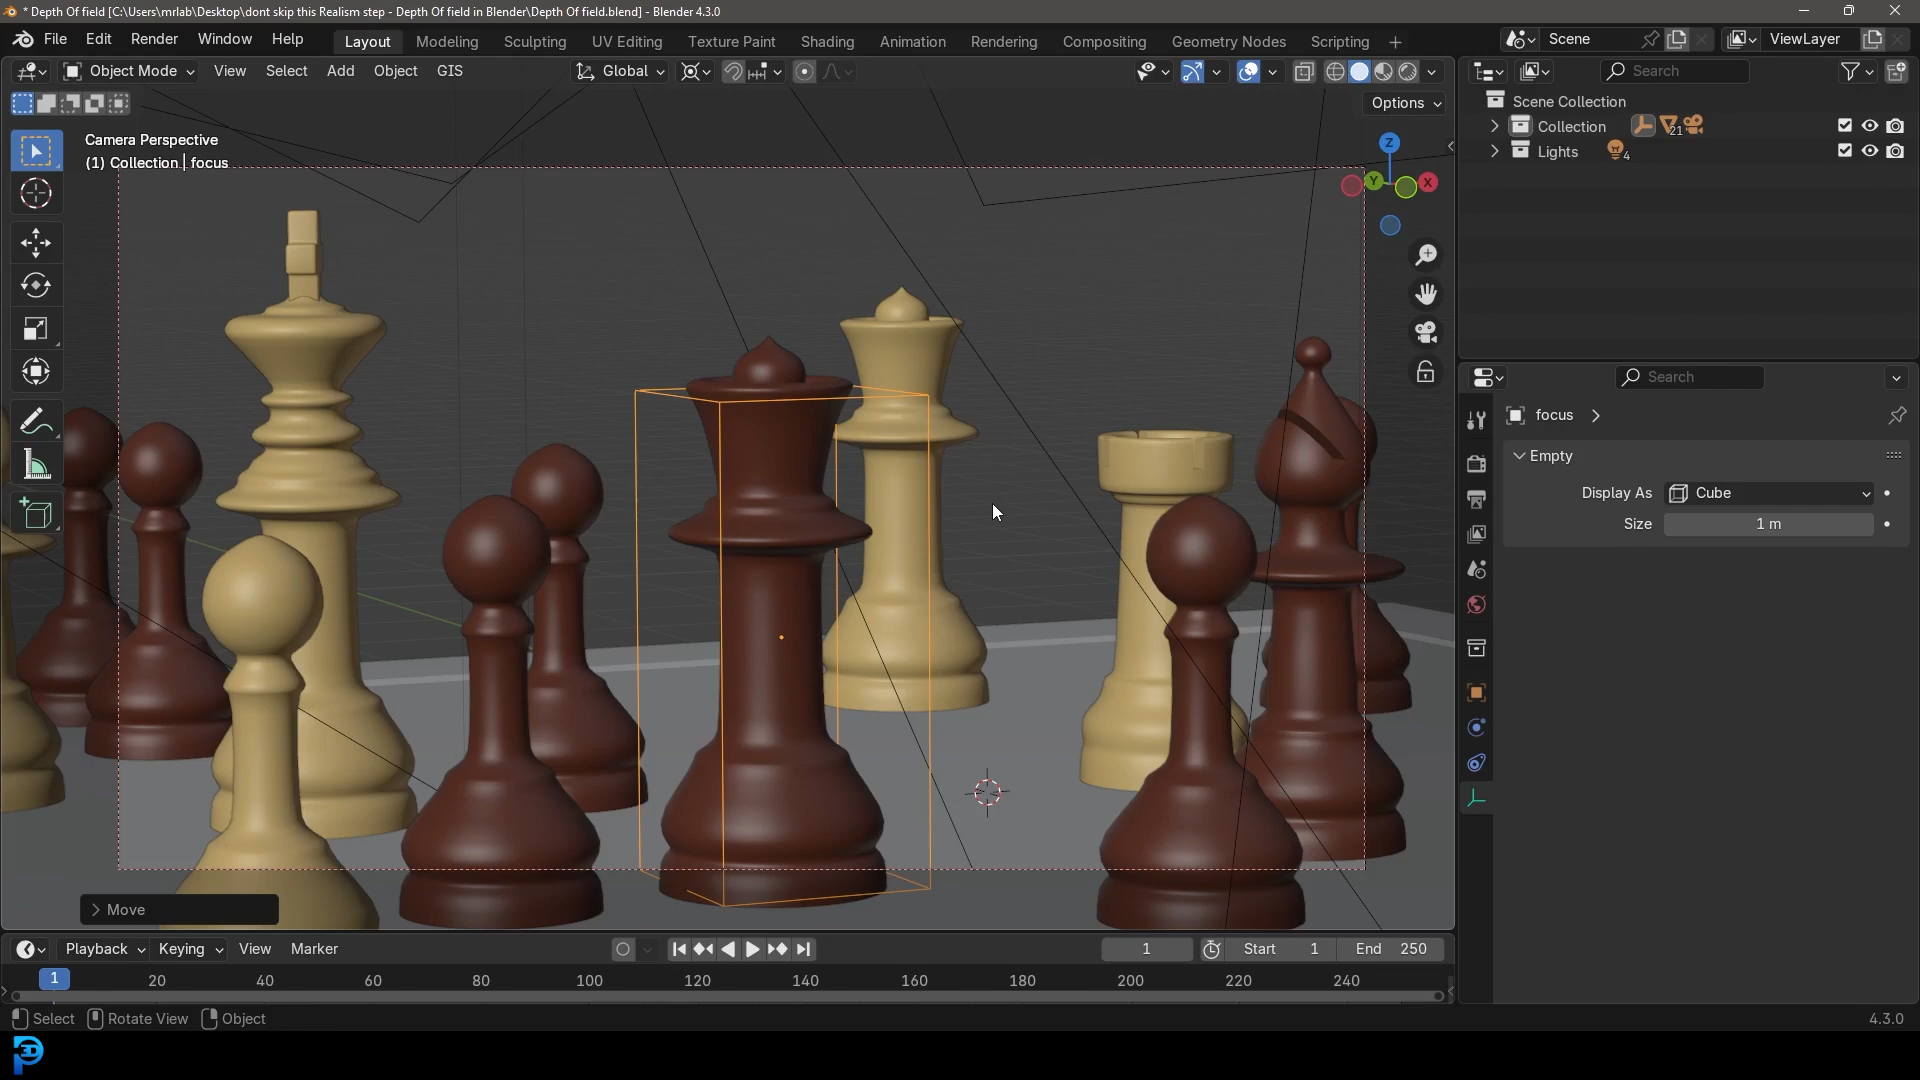 * Depth Of field [C:\Users\mrlab\Desktop\dont skip this Realism step - Depth Of field in Blender\Depth Of field.blend] - Blender 4.3.0
File Edit Render Window Help Layout Modeling Sculpting UV Editing Texture Paint Shading Animation Rendering Compositing Geometry Nodes Scripting + Scene ViewLayer
Object Mode View Select Add Object GIS Global Search
Options
Scene Collection
Collection 21
Lights 4
Camera Perspective
(1) Collection | focus
Z
Y X
Search
focus
Empty
Display As Cube
Size 1 m
Move
Playback Keying View Marker 1 Start 1 End 250
1 20 40 60 80 100 120 140 160 180 200 220 240
Select Rotate View Object 4.3.0
3D